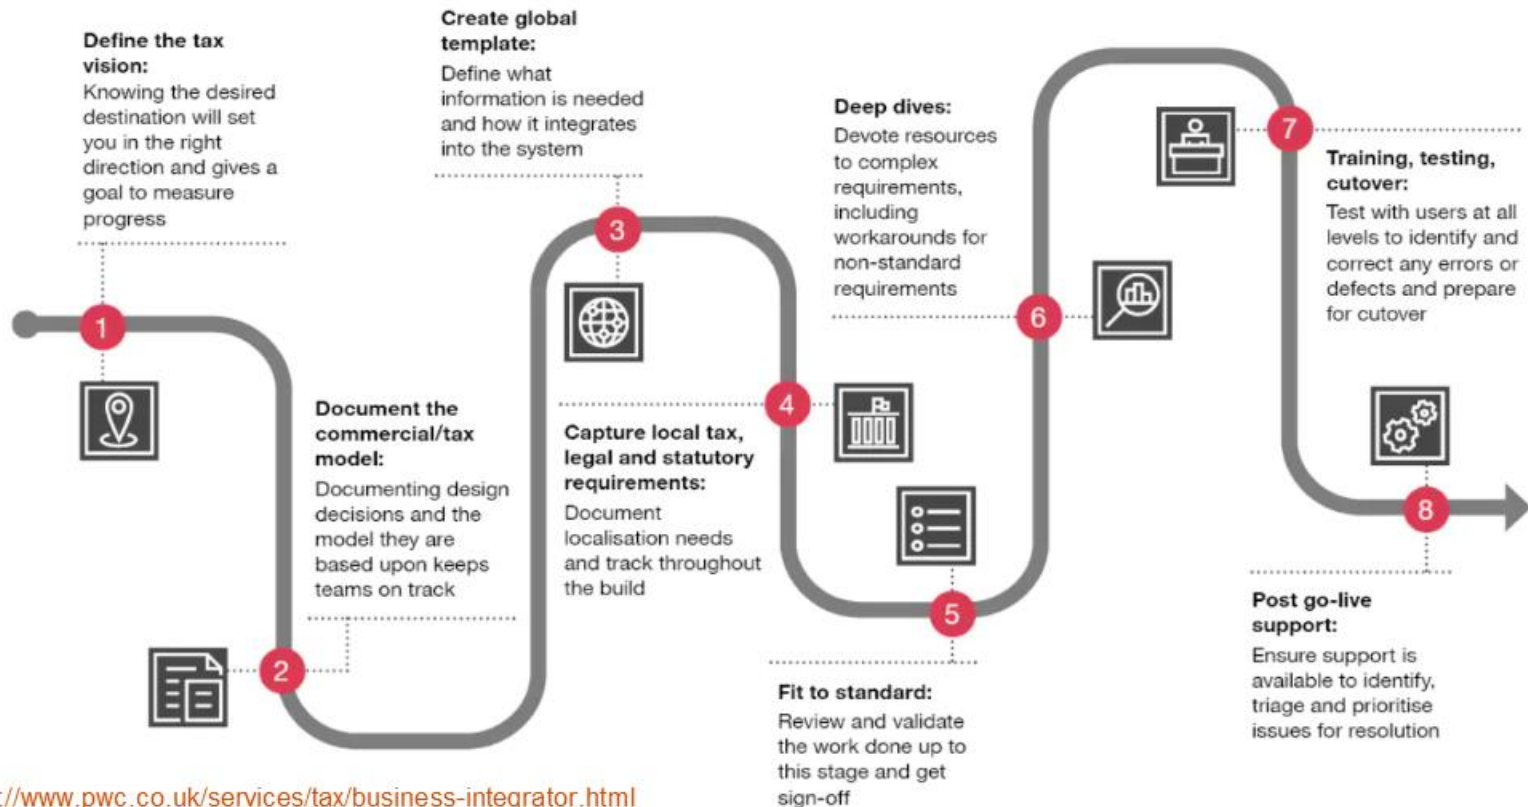 Define the tax
vision:
Knowing the desired
destination will set
you in the right
direction and gives a
goal to measure
progress
1
Document the
commercial/tax
model:
Documenting design
decisions and the
model they are
based upon keeps
teams on track
2
Create global
template:
Define what
information is needed
and how it integrates
into the system
3
4
Capture local tax,
legal and statutory
requirements:
Document
localisation needs
and track throughout
the build
5
Fit to standard:
Review and validate
the work done up to
this stage and get
sign-off
Deep dives:
Devote resources
to complex
requirements,
including
workarounds for
non-standard
requirements
6
7
Training, testing,
cutover:
Test with users at all
levels to identify and
correct any errors or
defects and prepare
for cutover
8
Post go-live
support:
Ensure support is
available to identify,
triage and prioritise
issues for resolution
://www.pwc.co.uk/services/tax/business-integrator.html